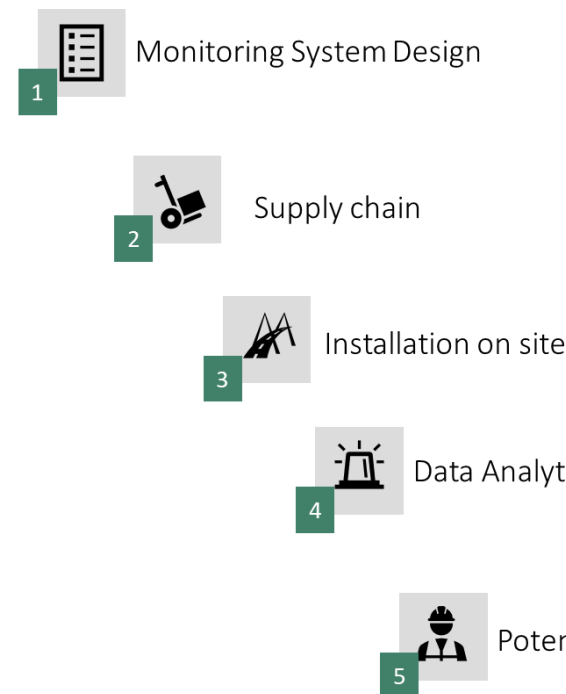 1
Monitoring System Design
2
Supply chain
3
Installation on site
4
Data Analyt
5
Poter